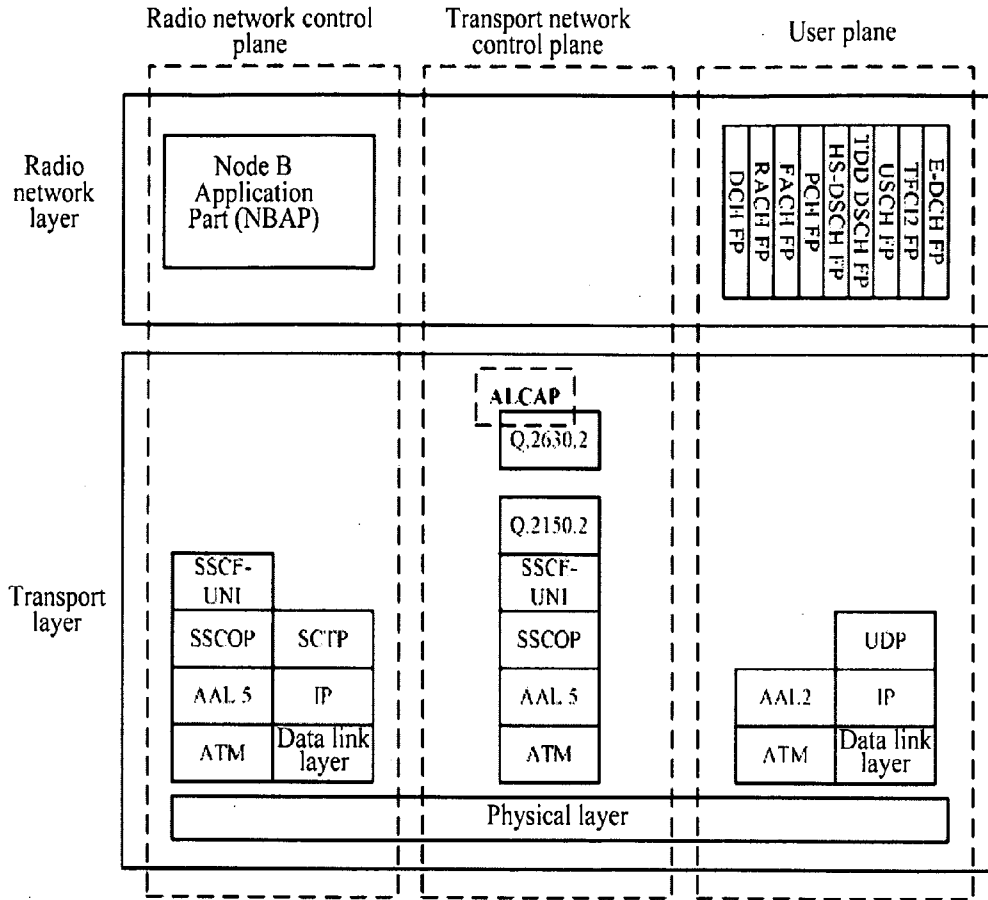 Radio network control
plane
Transport network
control plane
User plane
Radio
network
layer
Node B
Application
Part (NBAP)
DCH FP
RACH FP
FACH FP
PCH FP
HS-DSCH FP
TDD DSCH FP
USCH FP
TFCI2 FP
E-DCH FP
Transport
layer
ALCAP
Q.2630.2
Q.2150.2
SSCF-
UNI
SSCF-
UNI
SSCOP
SCTP
SSCOP
UDP
AAL 5
IP
AAL 5
AAL2
IP
ATM
Data link
layer
ATM
ATM
Data link
layer
Physical layer